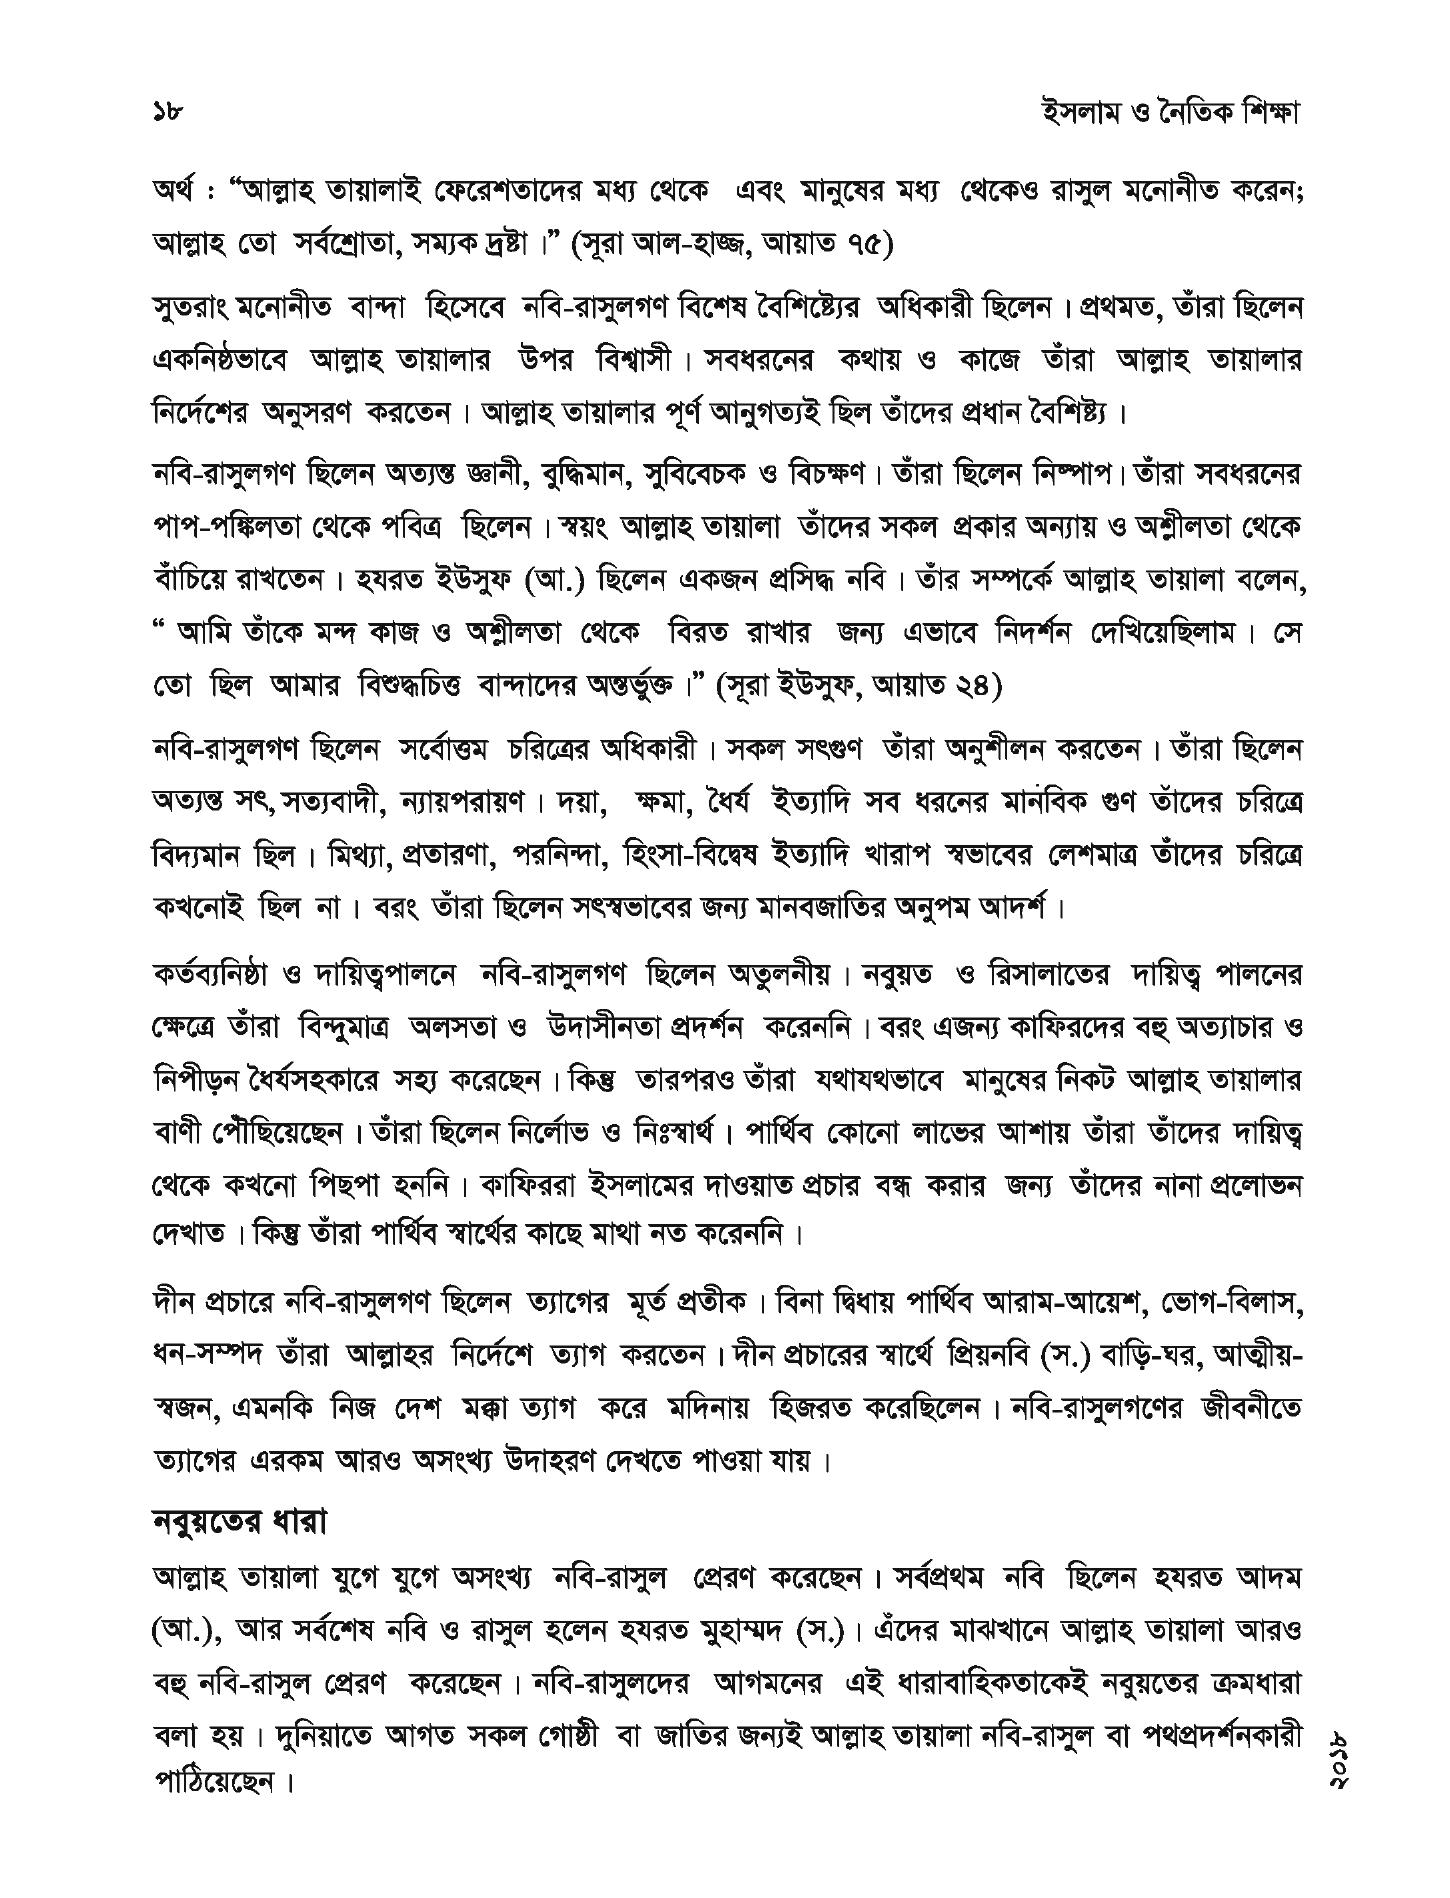 ১৮
ইসলাম ও নৈতিক শিক্ষা
অর্থ : “আল্লাহ তায়ালাই ফেরেশতাদের মধ্য থেকে এবং মানুষের মধ্য থেকেও রাসুল মনোনীত করেন;
আল্লাহ তো সর্বশ্রোতা, সম্যক দ্রষ্টা।” (সূরা আল-হাজ্জ, আয়াত ৭৫)
সুতরাং মনোনীত বান্দা হিসেবে নবি-রাসুলগণ বিশেষ বৈশিষ্ট্যের অধিকারী ছিলেন। প্রথমত, তাঁরা ছিলেন
একনিষ্ঠভাবে আল্লাহ তায়ালার উপর বিশ্বাসী। সবধরনের কথায় ও কাজে তাঁরা আল্লাহ তায়ালার
নির্দেশের অনুসরণ করতেন। আল্লাহ তায়ালার পূর্ণ আনুগত্যই ছিল তাঁদের প্রধান বৈশিষ্ট্য।
নবি-রাসুলগণ ছিলেন অত্যন্ত জ্ঞানী, বুদ্ধিমান, সুবিবেচক ও বিচক্ষণ। তাঁরা ছিলেন নিষ্পাপ। তাঁরা সবধরনের
পাপ-পঙ্কিলতা থেকে পবিত্র ছিলেন। স্বয়ং আল্লাহ তায়ালা তাঁদের সকল প্রকার অন্যায় ও অশ্লীলতা থেকে
বাঁচিয়ে রাখতেন। হযরত ইউসুফ (আ.) ছিলেন একজন প্রসিদ্ধ নবি। তাঁর সম্পর্কে আল্লাহ তায়ালা বলেন,
“ আমি তাঁকে মন্দ কাজ ও অশ্লীলতা থেকে বিরত রাখার জন্য এভাবে নিদর্শন দেখিয়েছিলাম। সে
তো ছিল আমার বিশুদ্ধচিত্ত বান্দাদের অন্তর্ভুক্ত।” (সূরা ইউসুফ, আয়াত ২৪)
নবি-রাসুলগণ ছিলেন সর্বোত্তম চরিত্রের অধিকারী। সকল সৎগুণ তাঁরা অনুশীলন করতেন। তাঁরা ছিলেন
অত্যন্ত সৎ, সত্যবাদী, ন্যায়পরায়ণ। দয়া, ক্ষমা, ধৈর্য ইত্যাদি সব ধরনের মানবিক গুণ তাঁদের চরিত্রে
বিদ্যমান ছিল। মিথ্যা, প্রতারণা, পরনিন্দা, হিংসা-বিদ্বেষ ইত্যাদি খারাপ স্বভাবের লেশমাত্র তাঁদের চরিত্রে
কখনোই ছিল না। বরং তাঁরা ছিলেন সৎস্বভাবের জন্য মানবজাতির অনুপম আদর্শ।
কর্তব্যনিষ্ঠা ও দায়িত্বপালনে নবি-রাসুলগণ ছিলেন অতুলনীয়। নবুয়ত ও রিসালাতের দায়িত্ব পালনের
ক্ষেত্রে তাঁরা বিন্দুমাত্র অলসতা ও উদাসীনতা প্রদর্শন করেননি। বরং এজন্য কাফিরদের বহু অত্যাচার ও
নিপীড়ন ধৈর্যসহকারে সহ্য করেছেন। কিন্তু তারপরও তাঁরা যথাযথভাবে মানুষের নিকট আল্লাহ তায়ালার
বাণী পৌঁছিয়েছেন। তাঁরা ছিলেন নির্লোভ ও নিঃস্বার্থ। পার্থিব কোনো লাভের আশায় তাঁরা তাঁদের দায়িত্ব
থেকে কখনো পিছপা হননি। কাফিররা ইসলামের দাওয়াত প্রচার বন্ধ করার জন্য তাঁদের নানা প্রলোভন
দেখাত। কিন্তু তাঁরা পার্থিব স্বার্থের কাছে মাথা নত করেননি।
দীন প্রচারে নবি-রাসুলগণ ছিলেন ত্যাগের মূর্ত প্রতীক। বিনা দ্বিধায় পার্থিব আরাম-আয়েশ, ভোগ-বিলাস,
ধন-সম্পদ তাঁরা আল্লাহর নির্দেশে ত্যাগ করতেন। দীন প্রচারের স্বার্থে প্রিয়নবি (স.) বাড়ি-ঘর, আত্মীয়-
স্বজন, এমনকি নিজ দেশ মক্কা ত্যাগ করে মদিনায় হিজরত করেছিলেন। নবি-রাসুলগণের জীবনীতে
ত্যাগের এরকম আরও অসংখ্য উদাহরণ দেখতে পাওয়া যায়।
নবুয়তের ধারা
আল্লাহ তায়ালা যুগে যুগে অসংখ্য নবি-রাসুল প্রেরণ করেছেন। সর্বপ্রথম নবি ছিলেন হযরত আদম
(আ.), আর সর্বশেষ নবি ও রাসুল হলেন হযরত মুহাম্মদ (স.)। এঁদের মাঝখানে আল্লাহ তায়ালা আরও
বহু নবি-রাসুল প্রেরণ করেছেন। নবি-রাসুলদের আগমনের এই ধারাবাহিকতাকেই নবুয়তের ক্রমধারা
বলা হয়। দুনিয়াতে আগত সকল গোষ্ঠী বা জাতির জন্যই আল্লাহ তায়ালা নবি-রাসুল বা পথপ্রদর্শনকারী
পাঠিয়েছেন।
২০১৮